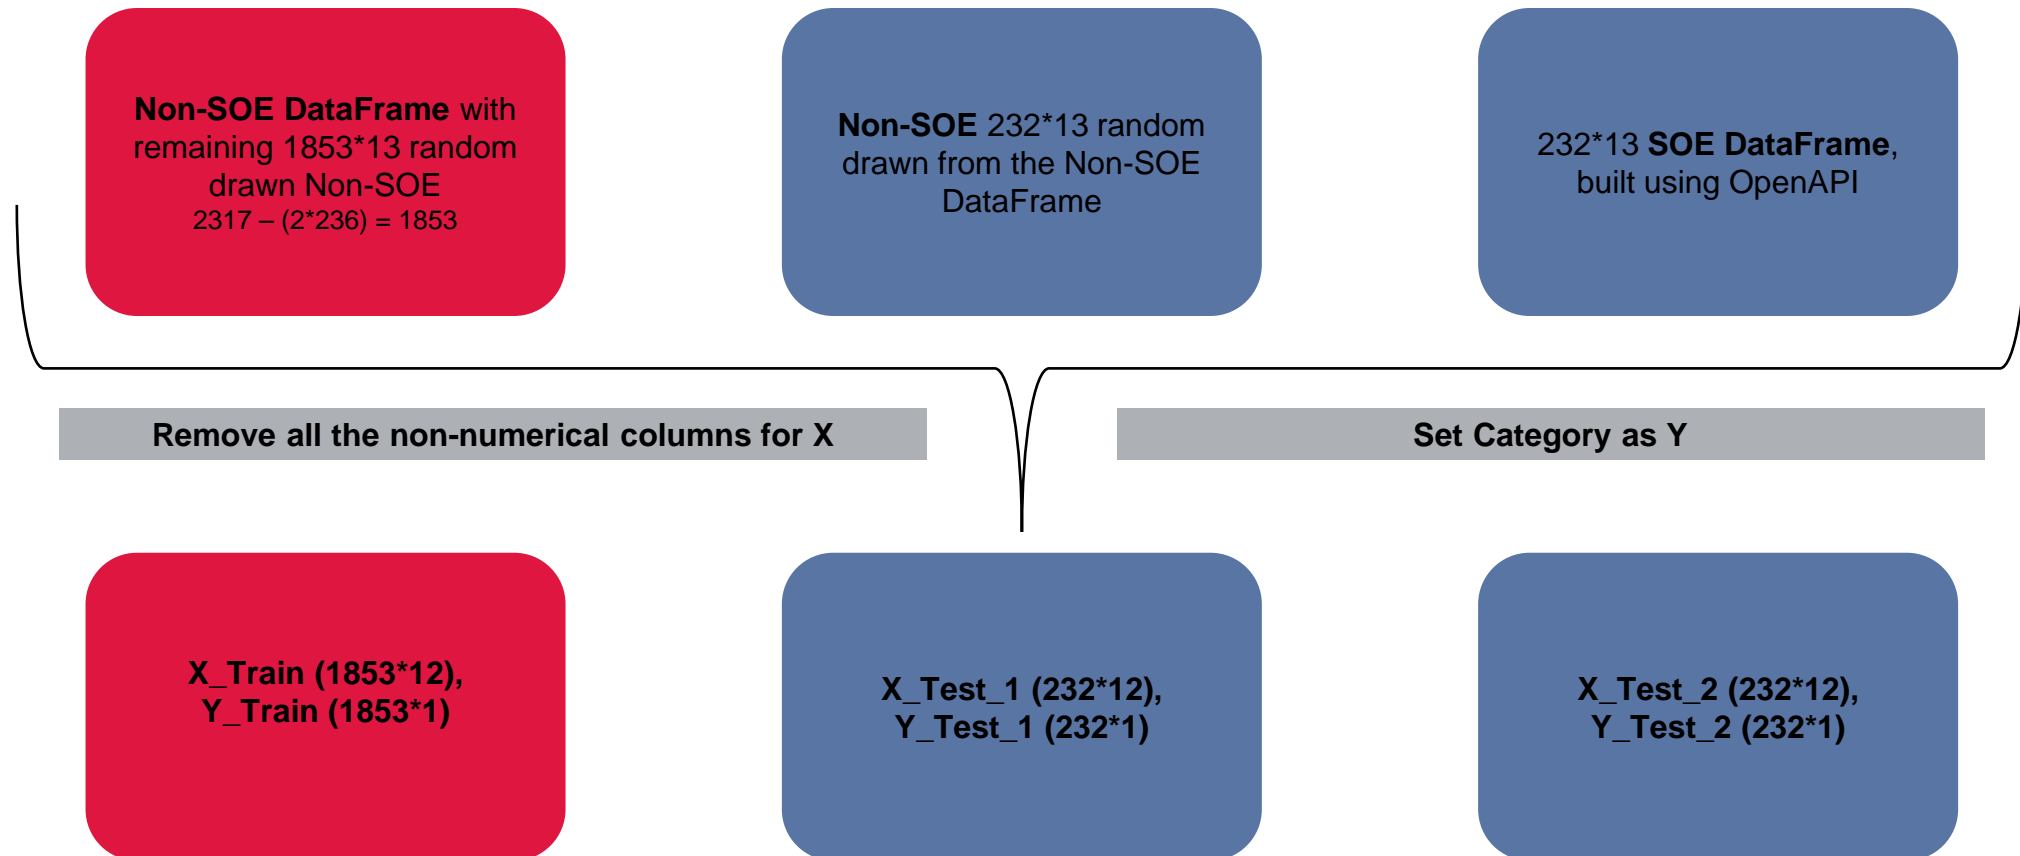 Non-SOE DataFrame with
remaining 1853*13 random
drawn Non-SOE
2317 – (2*236) = 1853
Non-SOE 232*13 random
drawn from the Non-SOE
DataFrame
232*13 SOE DataFrame,
built using OpenAPI
Remove all the non-numerical columns for X
Set Category as Y
X_Train (1853*12),
Y_Train (1853*1)
X_Test_1 (232*12),
Y_Test_1 (232*1)
X_Test_2 (232*12),
Y_Test_2 (232*1)